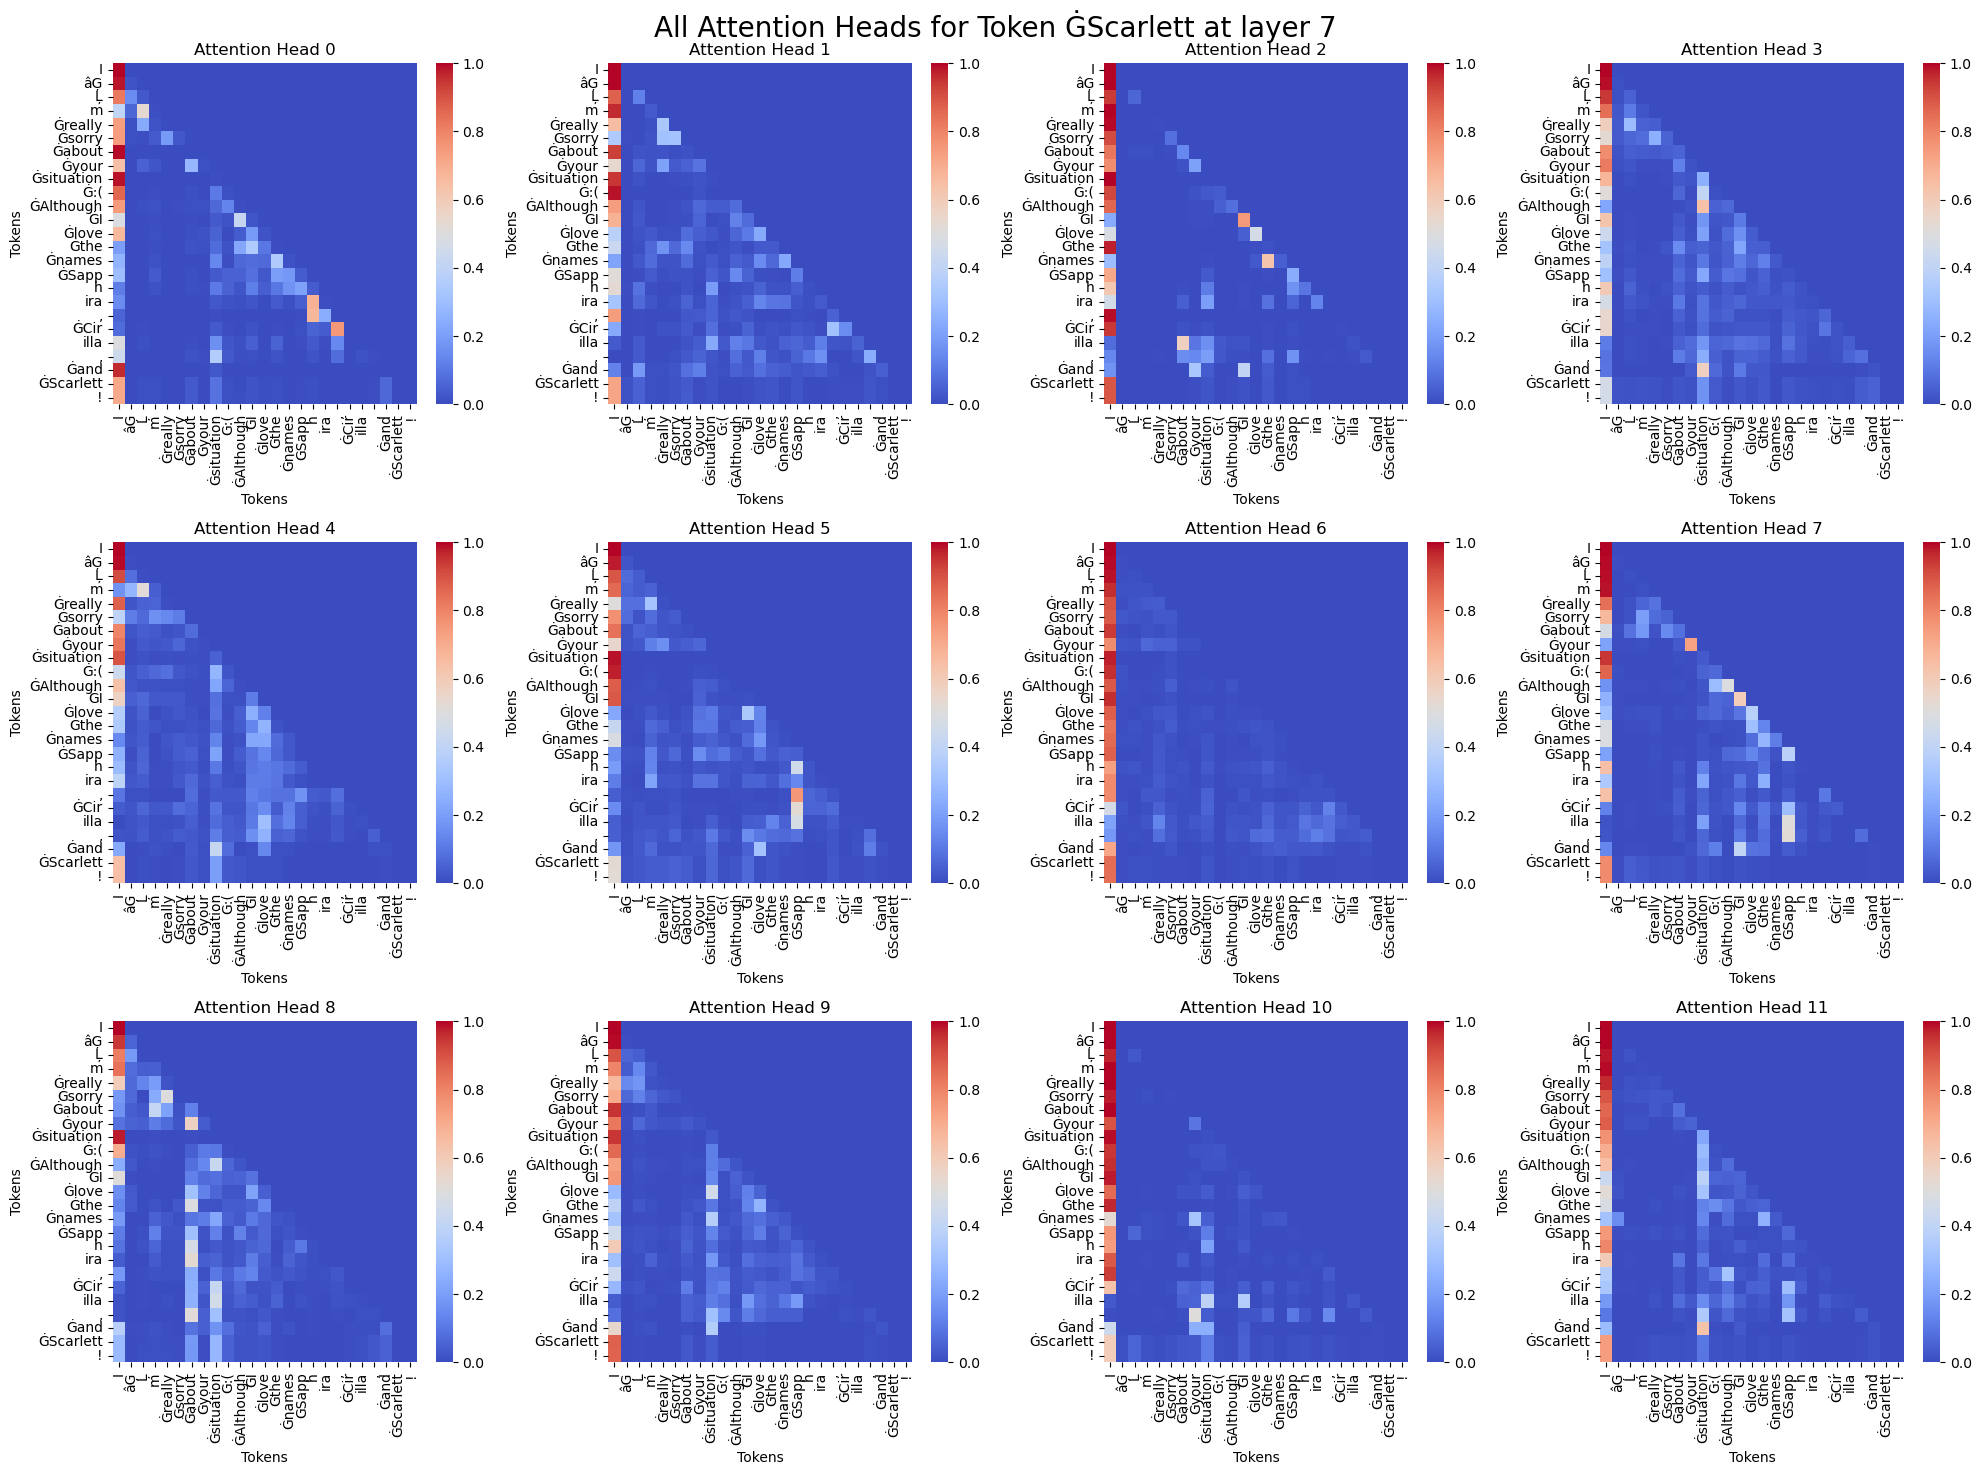 All Attention Heads for Token ĠScarlett at layer 7
Attention Head 0
Attention Head 1
Attention Head 2
Attention Head 3
Attention Head 4
Attention Head 5
Attention Head 6
Attention Head 7
Attention Head 8
Attention Head 9
Attention Head 10
Attention Head 11
Tokens
I
âĢ
Ļ
m
Ġreally
Ġsorry
Ġabout
Ġyour
Ġsituation
Ġ:(
ĠAlthough
ĠI
Ġlove
Ġthe
Ġnames
ĠSapp
h
ira
,
ĠCir
illa
,
Ġand
ĠScarlett
!
Tokens
1.0
0.8
0.6
0.4
0.2
0.0